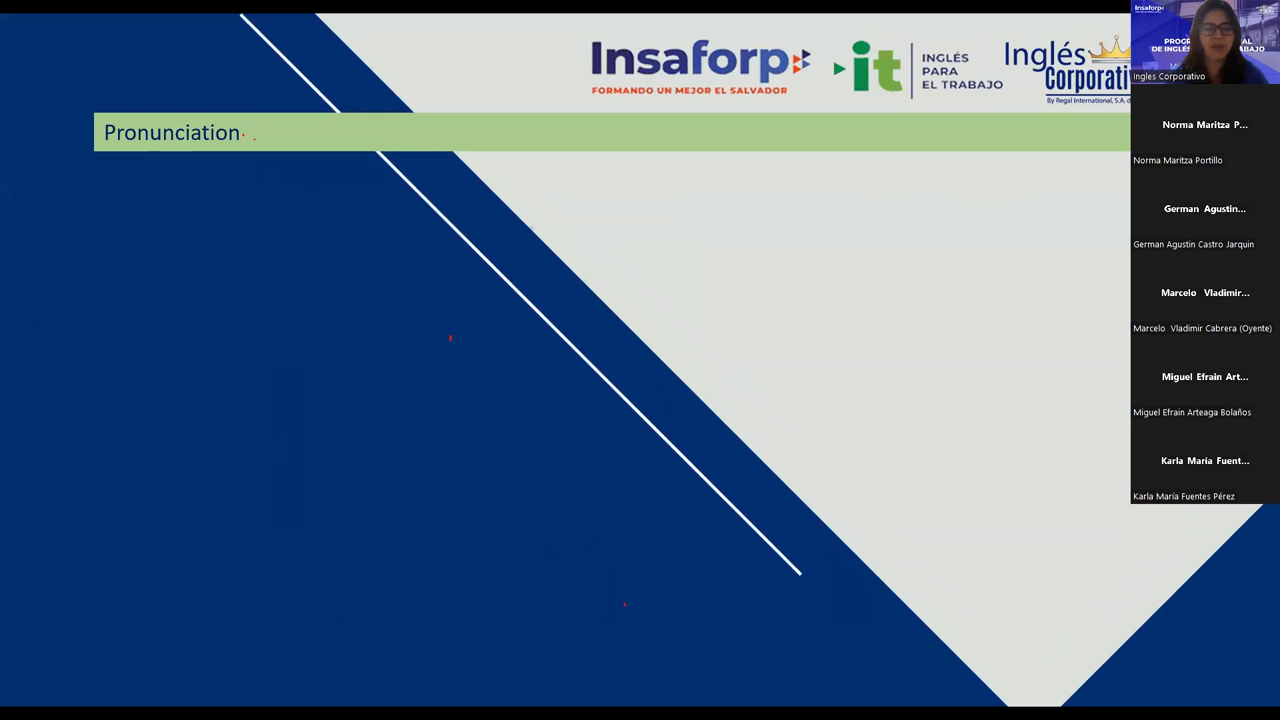 Insaforp
FORMANDO UN MEJOR EL SALVADOR
it
INGLÉS
PARA
EL TRABAJO
Inglés
Corporati
By Regal International, S.A. d
Pronunciation
Insaforp
Ingles Corporativo
Norma Maritza P...
Norma Maritza Portillo
German Agustin...
German Agustin Castro Jarquin
Marcelo Vladimir...
Marcelo Vladimir Cabrera (Oyente)
Miguel Efrain Art...
Miguel Efrain Arteaga Bolaños
Karla María Fuent...
Karla María Fuentes Pérez